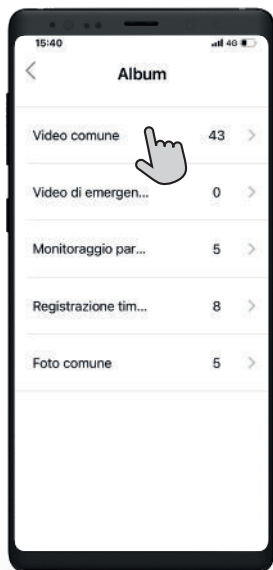 15:40
4G
Album
Video comune 43
Video di emergen... 0
Monitoraggio par... 5
Registrazione tim... 8
Foto comune 5